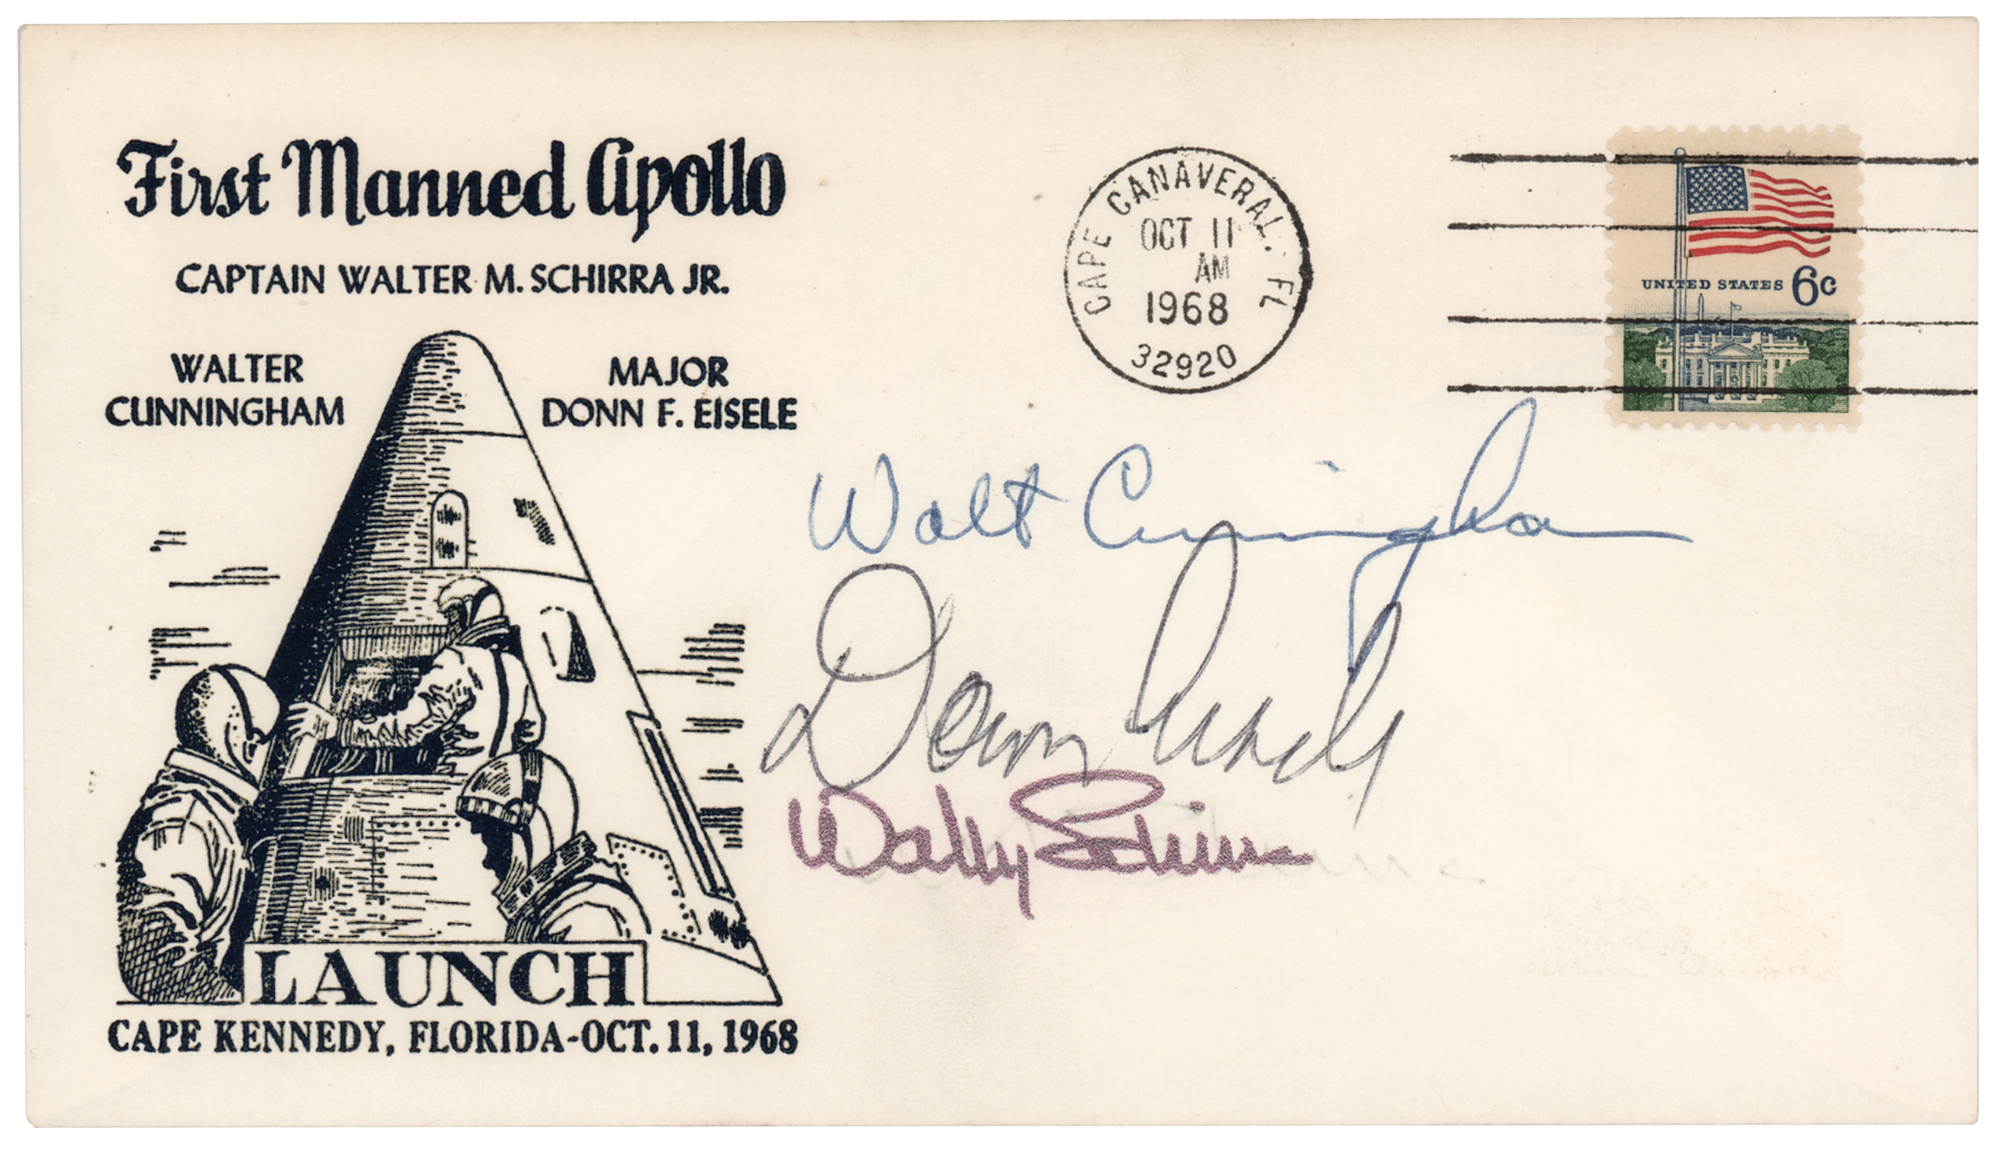 First Manned Apollo
CAPTAIN WALTER M. SCHIRRA JR.
WALTER
CUNNINGHAM
MAJOR
DONN F. EISELE
LAUNCH
CAPE KENNEDY, FLORIDA-OCT. 11, 1968
CAPE CANAVERAL, FL
OCT 11
AM
1968
32920
UNITED STATES 6c
Walt Cunningham
Donn Eisele
Wally Schirra